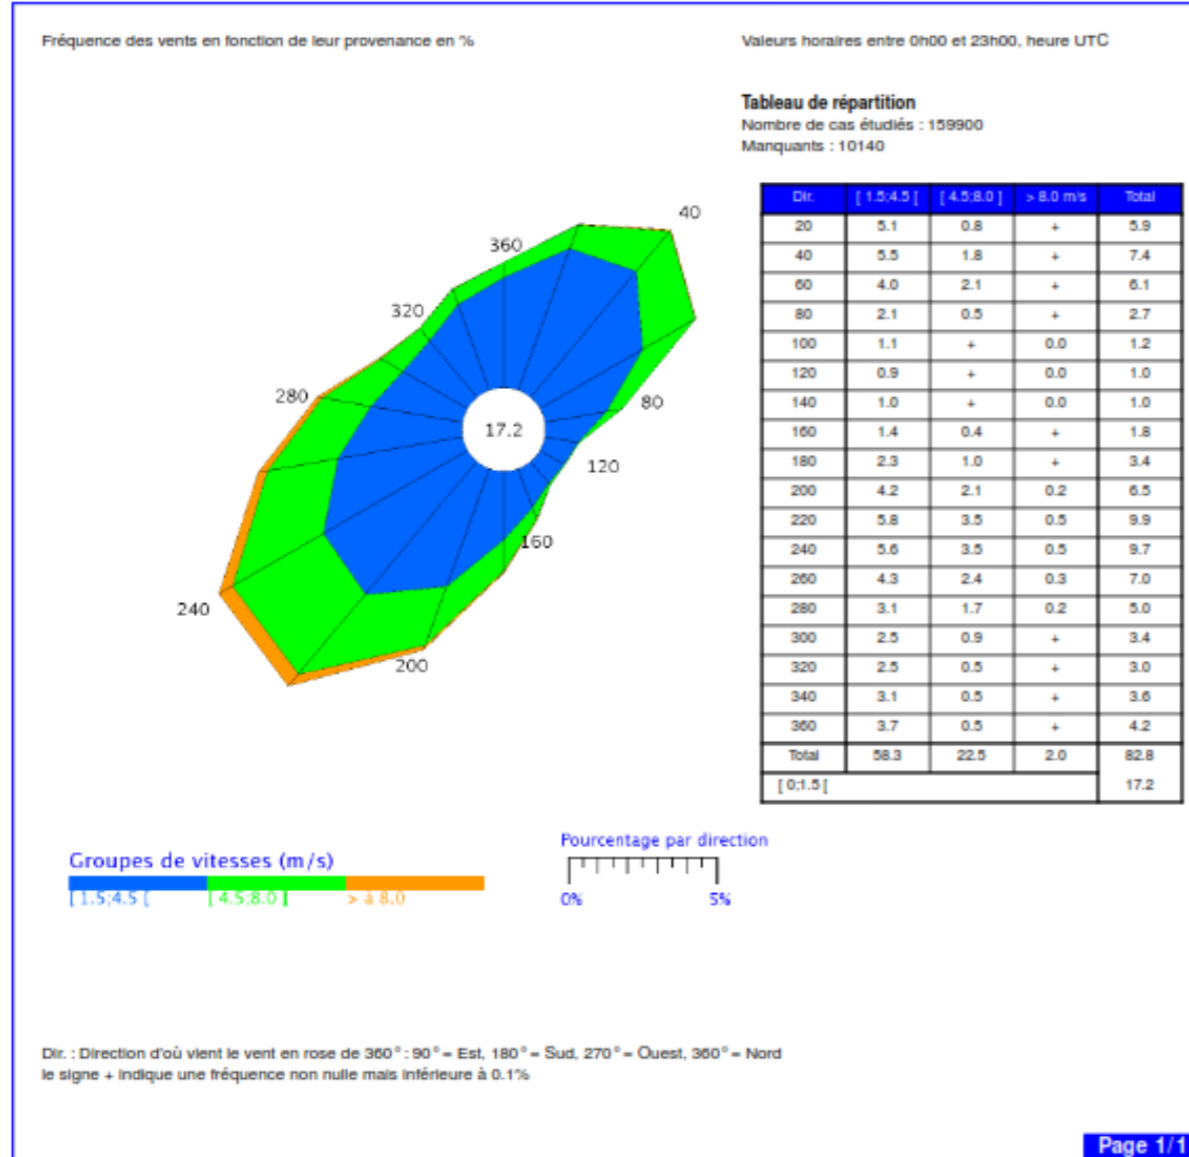 Fréquence des vents en fonction de leur provenance en %
Valeurs horaires entre 0h00 et 23h00, heure UTC
Tableau de répartition
Nombre de cas étudiés : 159900
Manquants : 10140
Dir. [ 1.5;4.5 [ [ 4.5;8.0 ] > 8.0 m/s Total
20 5.1 0.8 + 5.9
40 5.5 1.8 + 7.4
60 4.0 2.1 + 6.1
80 2.1 0.5 + 2.7
100 1.1 + 0.0 1.2
120 0.9 + 0.0 1.0
140 1.0 + 0.0 1.0
160 1.4 0.4 + 1.8
180 2.3 1.0 + 3.4
200 4.2 2.1 0.2 6.5
220 5.8 3.5 0.5 9.9
240 5.6 3.5 0.5 9.7
260 4.3 2.4 0.3 7.0
280 3.1 1.7 0.2 5.0
300 2.5 0.9 + 3.4
320 2.5 0.5 + 3.0
340 3.1 0.5 + 3.6
360 3.7 0.5 + 4.2
Total 58.3 22.5 2.0 82.8
[ 0;1.5 [ 17.2
40
360
320
280
80
17.2
120
160
240
200
Groupes de vitesses (m/s)
[ 1.5;4.5 [ [ 4.5;8.0 ] > à 8.0
Pourcentage par direction
0% 5%
Dir. : Direction d'où vient le vent en rose de 360° : 90° = Est, 180° = Sud, 270° = Ouest, 360° = Nord
le signe + indique une fréquence non nulle mais inférieure à 0.1%
Page 1/1